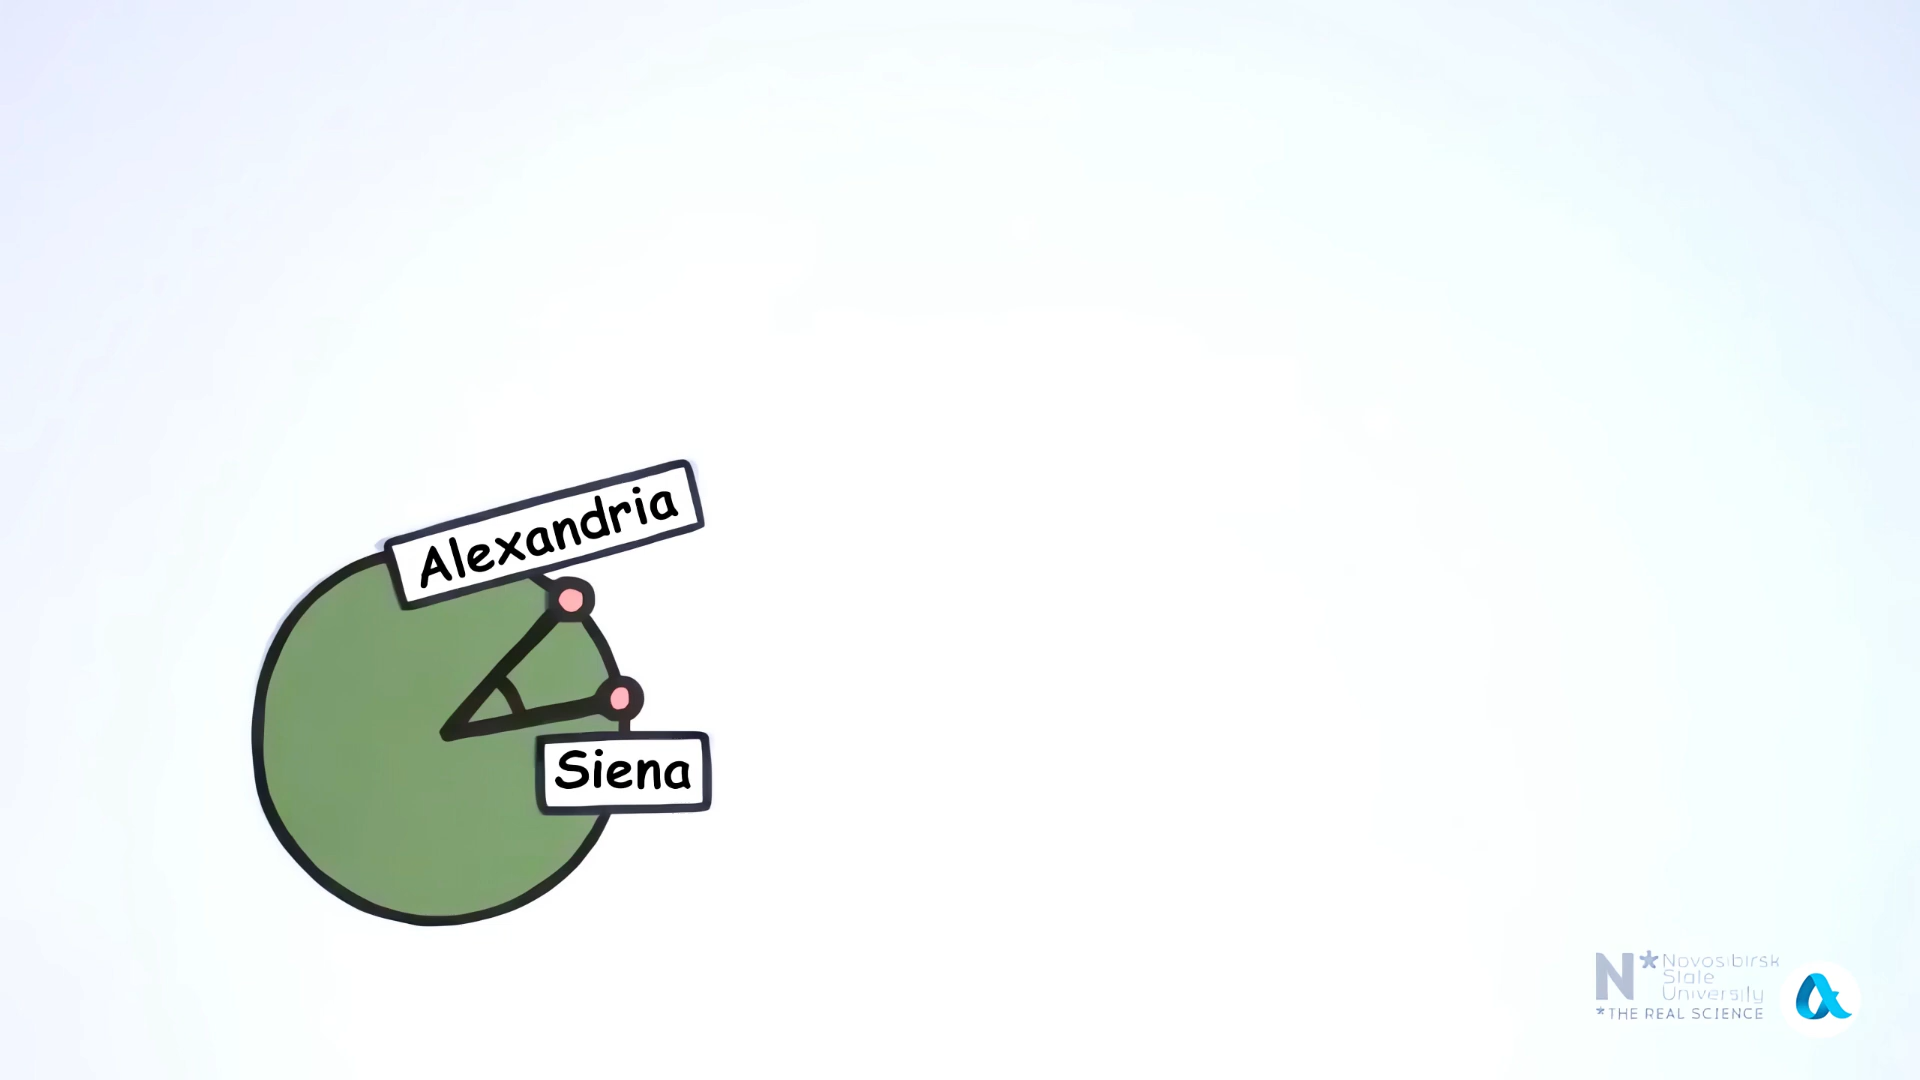 Alexandria
Siena
N*Novosibirsk
State
University
*THE REAL SCIENCE